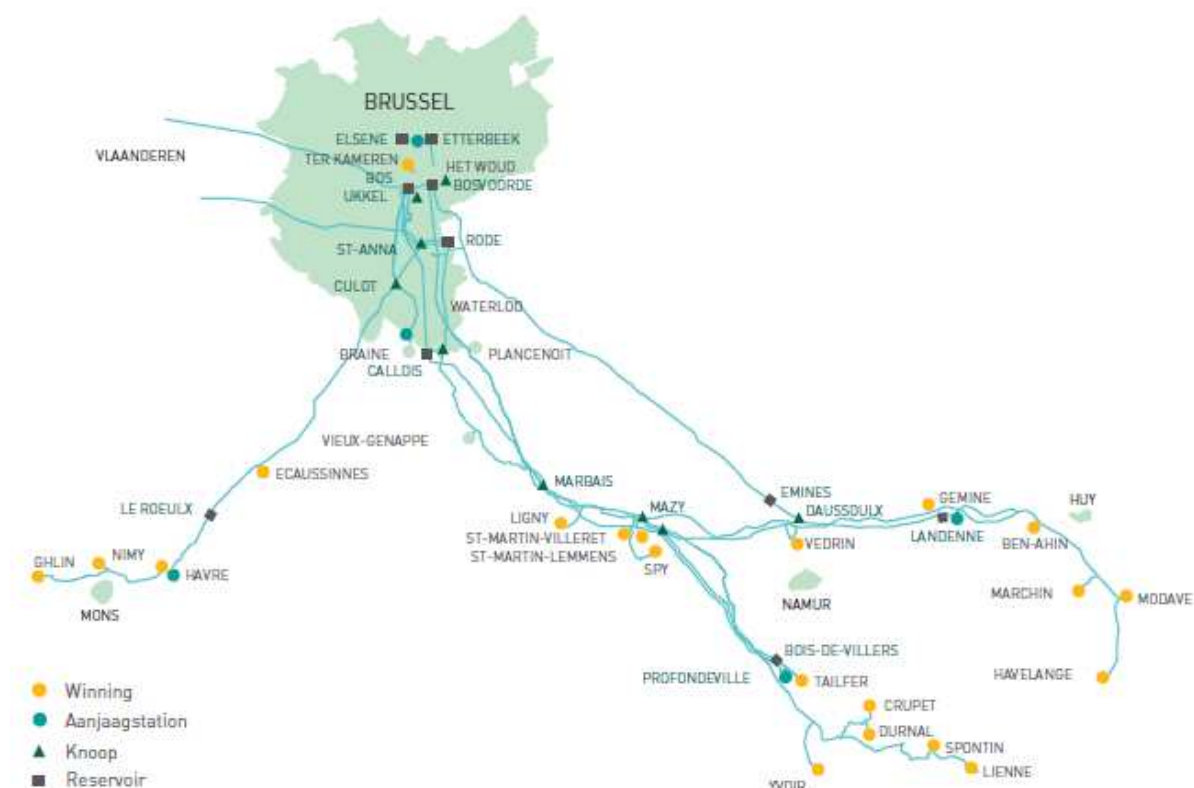 BRUSSEL
ELSENE
ETTERBEEK
VLAANDEREN
TER KAMEREN
BOS
HET WOUD
BOSVOORDE
UKKEL
ST-ANNA
RODE
CULOT
WATERLOO
BRAINE
PLANCENOIT
CALLOIS
VIEUX-GENAPPE
ECAUSSINNES
MARBAIS
LE ROEULX
EMINES
MAZY
DAUSSOULX
GEMINE
HUY
LIGNY
ST-MARTIN-VILLERET
ST-MARTIN-LEMMENS
VEDRIN
LANDENNE
BEN-AHIN
GHLIN
NIMY
HAVRE
SPY
MONS
NAMUR
MARCHIN
MODAVE
BOIS-DE-VILLERS
PROFONDEVILLE
TAILFER
HAVELANGE
CRUPET
DURNAL
SPONTIN
LIENNE
YVOIR
Winning
Aanjaagstation
Knoop
Reservoir